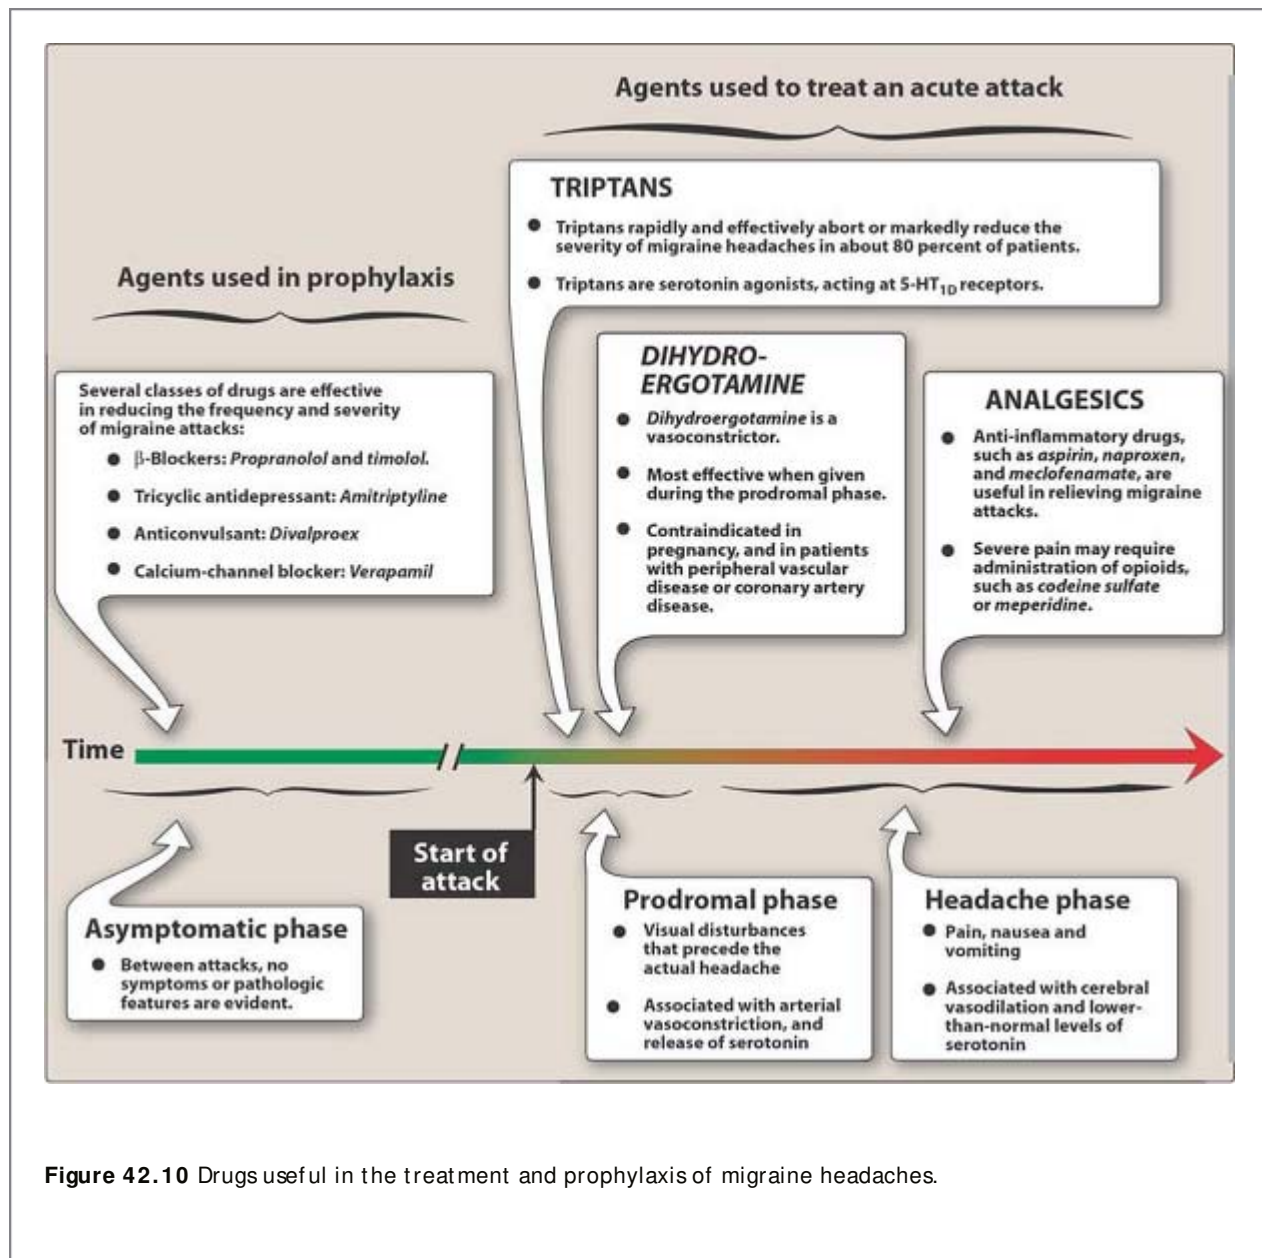 Agents used to treat an acute attack
TRIPTANS
● Triptans rapidly and effectively abort or markedly reduce the
severity of migraine headaches in about 80 percent of patients.
● Triptans are serotonin agonists, acting at 5-HT1D receptors.
Agents used in prophylaxis
Several classes of drugs are effective
in reducing the frequency and severity
of migraine attacks:
● β-Blockers: Propranolol and timolol.
● Tricyclic antidepressant: Amitriptyline
● Anticonvulsant: Divalproex
● Calcium-channel blocker: Verapamil
DIHYDRO-
ERGOTAMINE
● Dihydroergotamine is a
vasoconstrictor.
● Most effective when given
during the prodromal phase.
● Contraindicated in
pregnancy, and in patients
with peripheral vascular
disease or coronary artery
disease.
ANALGESICS
● Anti-inflammatory drugs,
such as aspirin, naproxen,
and meclofenamate, are
useful in relieving migraine
attacks.
● Severe pain may require
administration of opioids,
such as codeine sulfate
or meperidine.
Time
Start of
attack
Asymptomatic phase
● Between attacks, no
symptoms or pathologic
features are evident.
Prodromal phase
● Visual disturbances
that precede the
actual headache
● Associated with arterial
vasoconstriction, and
release of serotonin
Headache phase
● Pain, nausea and
vomiting
● Associated with cerebral
vasodilation and lower-
than-normal levels of
serotonin
Figure 42.10 Drugs useful in the treatment and prophylaxis of migraine headaches.